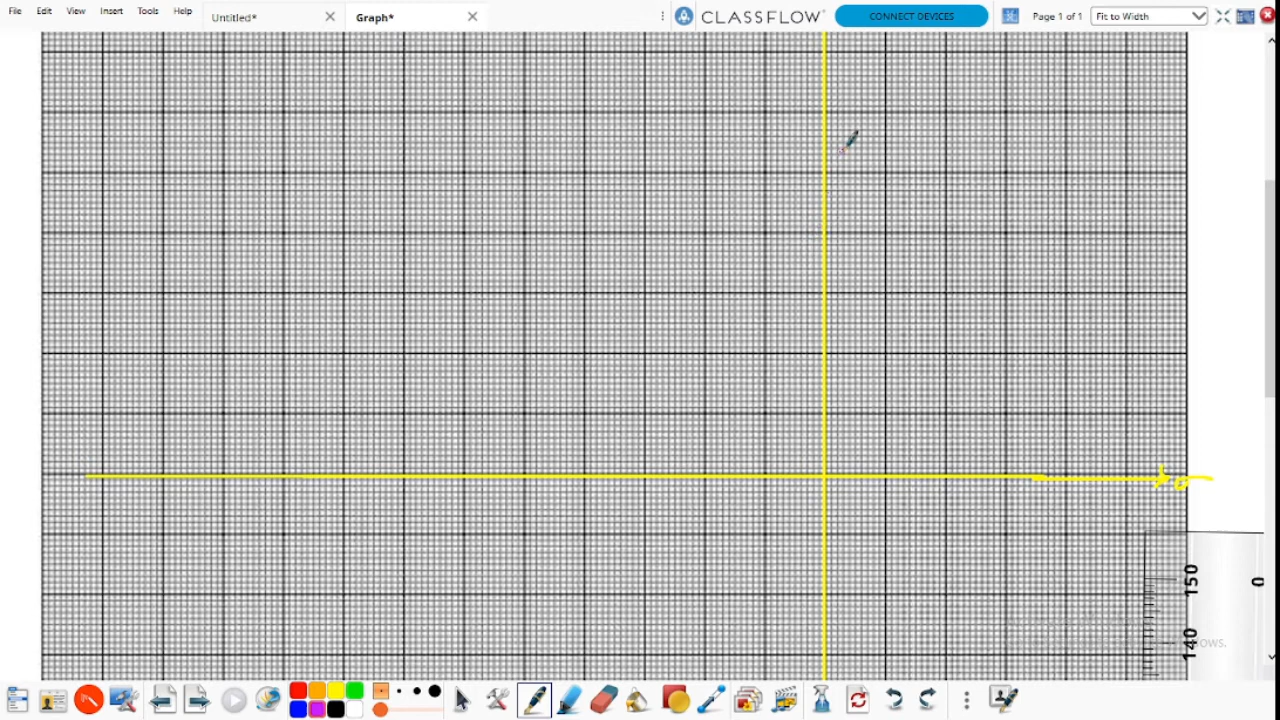 File Edit View Insert Tools Help Untitled* Graph* CLASSFLOW CONNECT DEVICES Page 1 of 1 Fit to Width
150
0
140